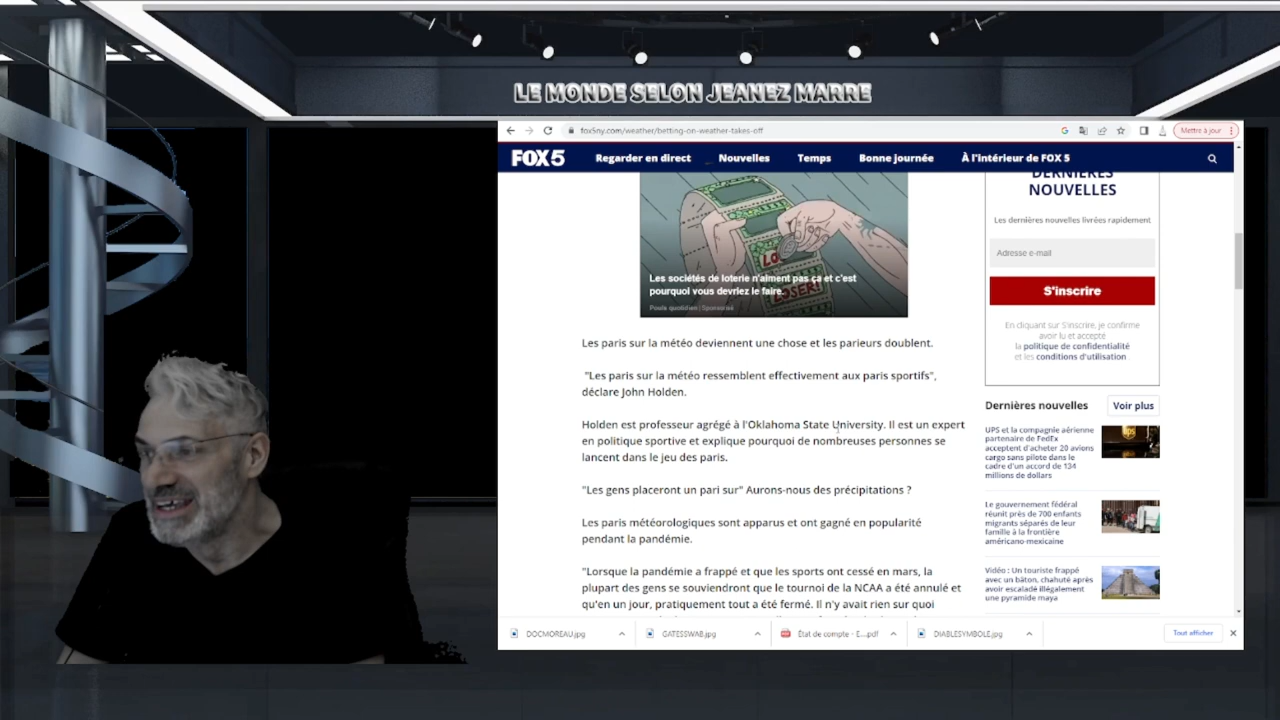 LE MONDE SELON JEANEZ MARRE
fox5ny.com/weather/betting-on-weather-takes-off
Mettre à jour
FOX 5
Regarder en direct
Nouvelles
Temps
Bonne journée
À l'intérieur de FOX 5
DERNIÈRES
NOUVELLES
Les dernières nouvelles livrées rapidement
Adresse e-mail
S'inscrire
En cliquant sur S'inscrire, je confirme
avoir lu et accepté
la politique de confidentialité
et les conditions d'utilisation
LOSER!
Les sociétés de loterie n'aiment pas ça et c'est
pourquoi vous devriez le faire.
Poule quotidien | Sponsorisé
Les paris sur la météo deviennent une chose et les parieurs doublent.
"Les paris sur la météo ressemblent effectivement aux paris sportifs",
déclare John Holden.
Holden est professeur agrégé à l'Oklahoma State University. Il est un expert
en politique sportive et explique pourquoi de nombreuses personnes se
lancent dans le jeu des paris.
"Les gens placeront un pari sur" Aurons-nous des précipitations ?
Les paris météorologiques sont apparus et ont gagné en popularité
pendant la pandémie.
"Lorsque la pandémie a frappé et que les sports ont cessé en mars, la
plupart des gens se souviendront que le tournoi de la NCAA a été annulé et
qu'en un jour, pratiquement tout a été fermé. Il n'y avait rien sur quoi
Dernières nouvelles
Voir plus
UPS et la compagnie aérienne
partenaire de FedEx
acceptent d'acheter 20 avions
cargo sans pilote dans le
cadre d'un accord de 134
millions de dollars
ups
Le gouvernement fédéral
réunit près de 700 enfants
migrants séparés de leur
famille à la frontière
américano-mexicaine
Vidéo : Un touriste frappé
avec un bâton, chahuté après
avoir escaladé illégalement
une pyramide maya
DOCMOREAU.jpg
GATESSWAB.jpg
État de compte - E....pdf
DIABLESYMBOLE.jpg
Tout afficher